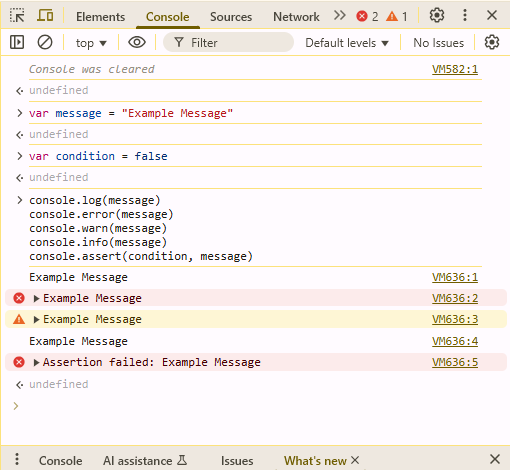 Elements Console Sources Network 2 1
top Filter Default levels No Issues
Console was cleared VM582:1
undefined
var message = "Example Message"
undefined
var condition = false
undefined
console.log(message)
console.error(message)
console.warn(message)
console.info(message)
console.assert(condition, message)
Example Message VM636:1
Example Message VM636:2
Example Message VM636:3
Example Message VM636:4
Assertion failed: Example Message VM636:5
undefined
Console AI assistance Issues What's new